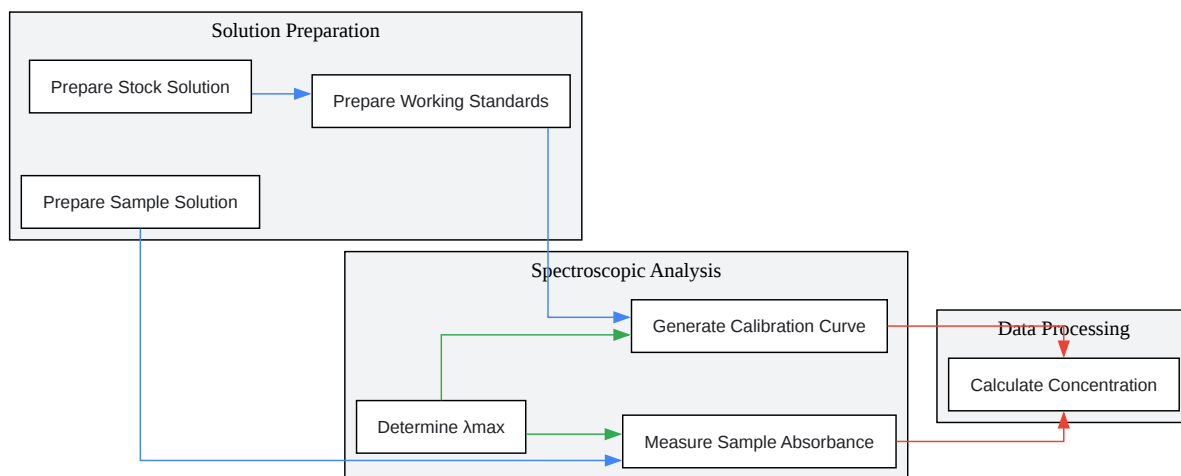 Solution Preparation
Prepare Stock Solution
Prepare Working Standards
Prepare Sample Solution
Spectroscopic Analysis
Generate Calibration Curve
Data Processing
Calculate Concentration
Determine λmax
Measure Sample Absorbance